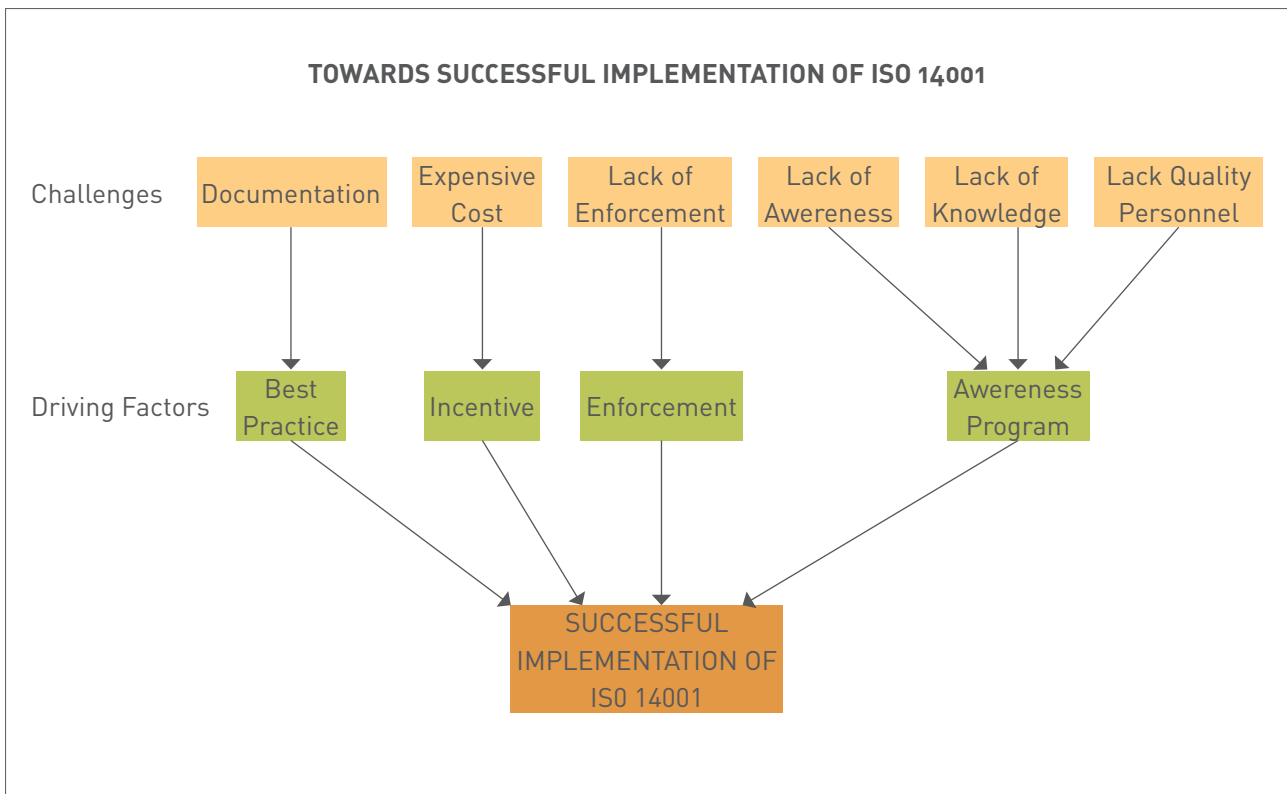 TOWARDS SUCCESSFUL IMPLEMENTATION OF ISO 14001
Challenges
Documentation
Expensive
Cost
Lack of
Enforcement
Lack of
Awereness
Lack of
Knowledge
Lack Quality
Personnel
Driving Factors
Best
Practice
Incentive
Enforcement
Awereness
Program
SUCCESSFUL
IMPLEMENTATION OF
IS0 14001